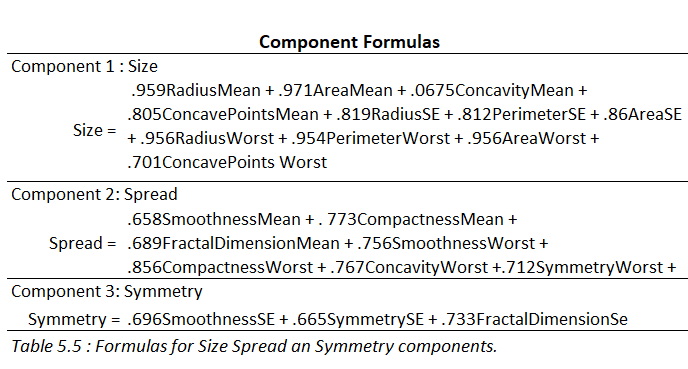 Component Formulas
Component 1 : Size
.959RadiusMean + .971AreaMean + .0675ConcavityMean +
.805ConcavePointsMean + .819RadiusSE + .812PerimeterSE + .86AreaSE
Size =
+ .956RadiusWorst + .954PerimeterWorst + .956AreaWorst +
.701ConcavePoints Worst
Component 2: Spread
.658SmoothnessMean + . 773CompactnessMean +
Spread = .689FractalDimensionMean + .756SmoothnessWorst +
.856CompactnessWorst + .767ConcavityWorst +.712SymmetryWorst +
Component 3: Symmetry
Symmetry = .696SmoothnessSE + .665SymmetrySE + .733FractalDimensionSe
Table 5.5 : Formulas for Size Spread an Symmetry components.